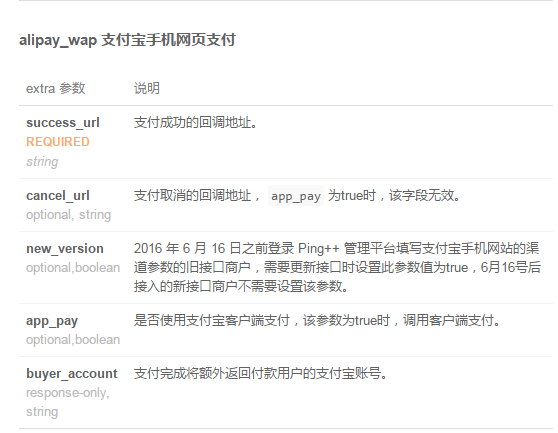 alipay_wap 支付宝手机网页支付
extra 参数 说明
success_url 支付成功的回调地址。
REQUIRED
string
cancel_url 支付取消的回调地址， app_pay 为true时，该字段无效。
optional, string
new_version 2016 年 6 月 16 日之前登录 Ping++ 管理平台填写支付宝手机网站的渠
optional,boolean 道参数的旧接口商户，需要更新接口时设置此参数值为true，6月16号后
接入的新接口商户不需要设置该参数。
app_pay 是否使用支付宝客户端支付，该参数为true时，调用客户端支付。
optional,boolean
buyer_account 支付完成将额外返回付款用户的支付宝账号。
response-only,
string